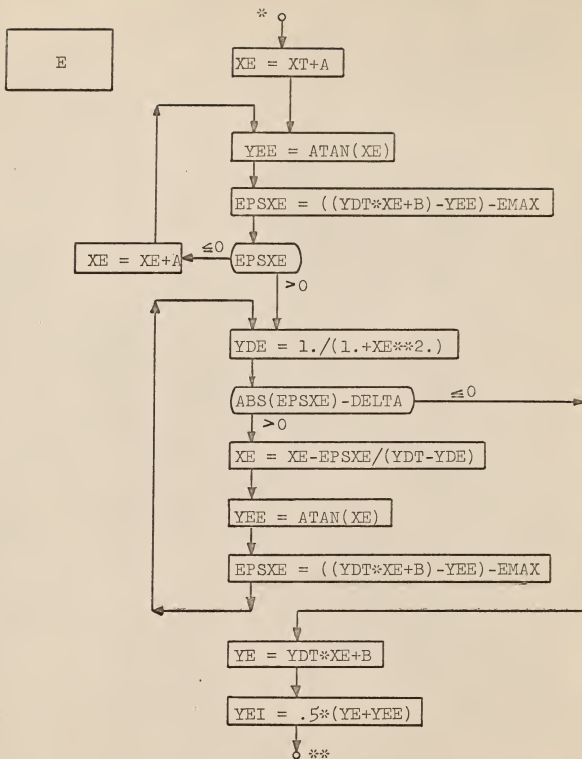 *
E
XE = XT+A
YEE = ATAN(XE)
EPSXE = ((YDT*XE+B)-YEE)-EMAX
≤0
XE = XE+A
EPSXE
>0
YDE = 1./(1.+XE**2.)
ABS(EPSXE)-DELTA
≤0
>0
XE = XE-EPSXE/(YDT-YDE)
YEE = ATAN(XE)
EPSXE = ((YDT*XE+B)-YEE)-EMAX
YE = YDT*XE+B
YEI = .5*(YE+YEE)
**